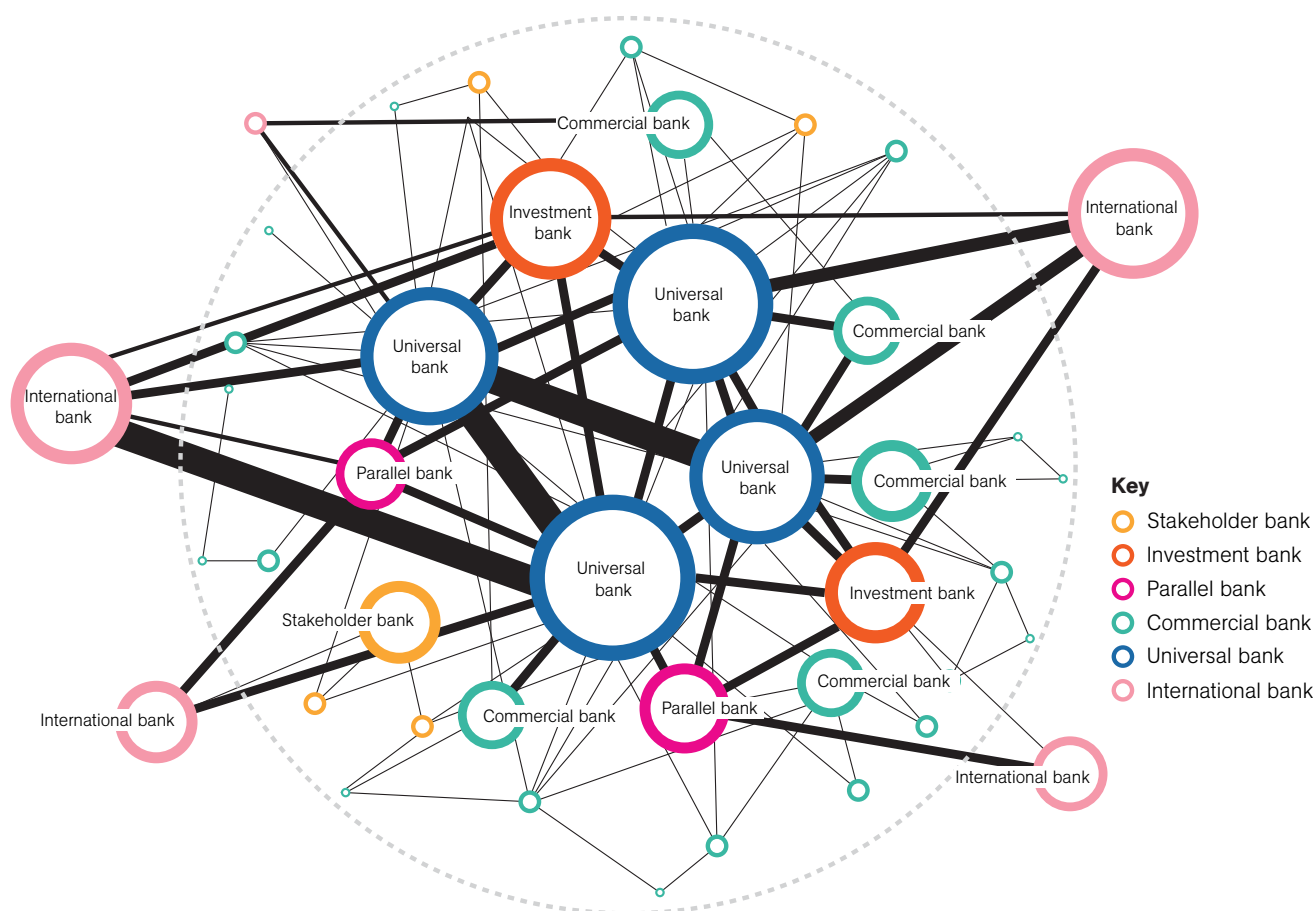 Commercial bank
Investment
bank
International
bank
Universal
bank
Commercial bank
Universal
bank
International
bank
Parallel bank
Universal
bank
Commercial bank
Key
Stakeholder bank
Investment bank
Parallel bank
Commercial bank
Universal bank
International bank
Universal
bank
Investment bank
Stakeholder bank
Commercial bank
Parallel bank
Commercial bank
International bank
International bank